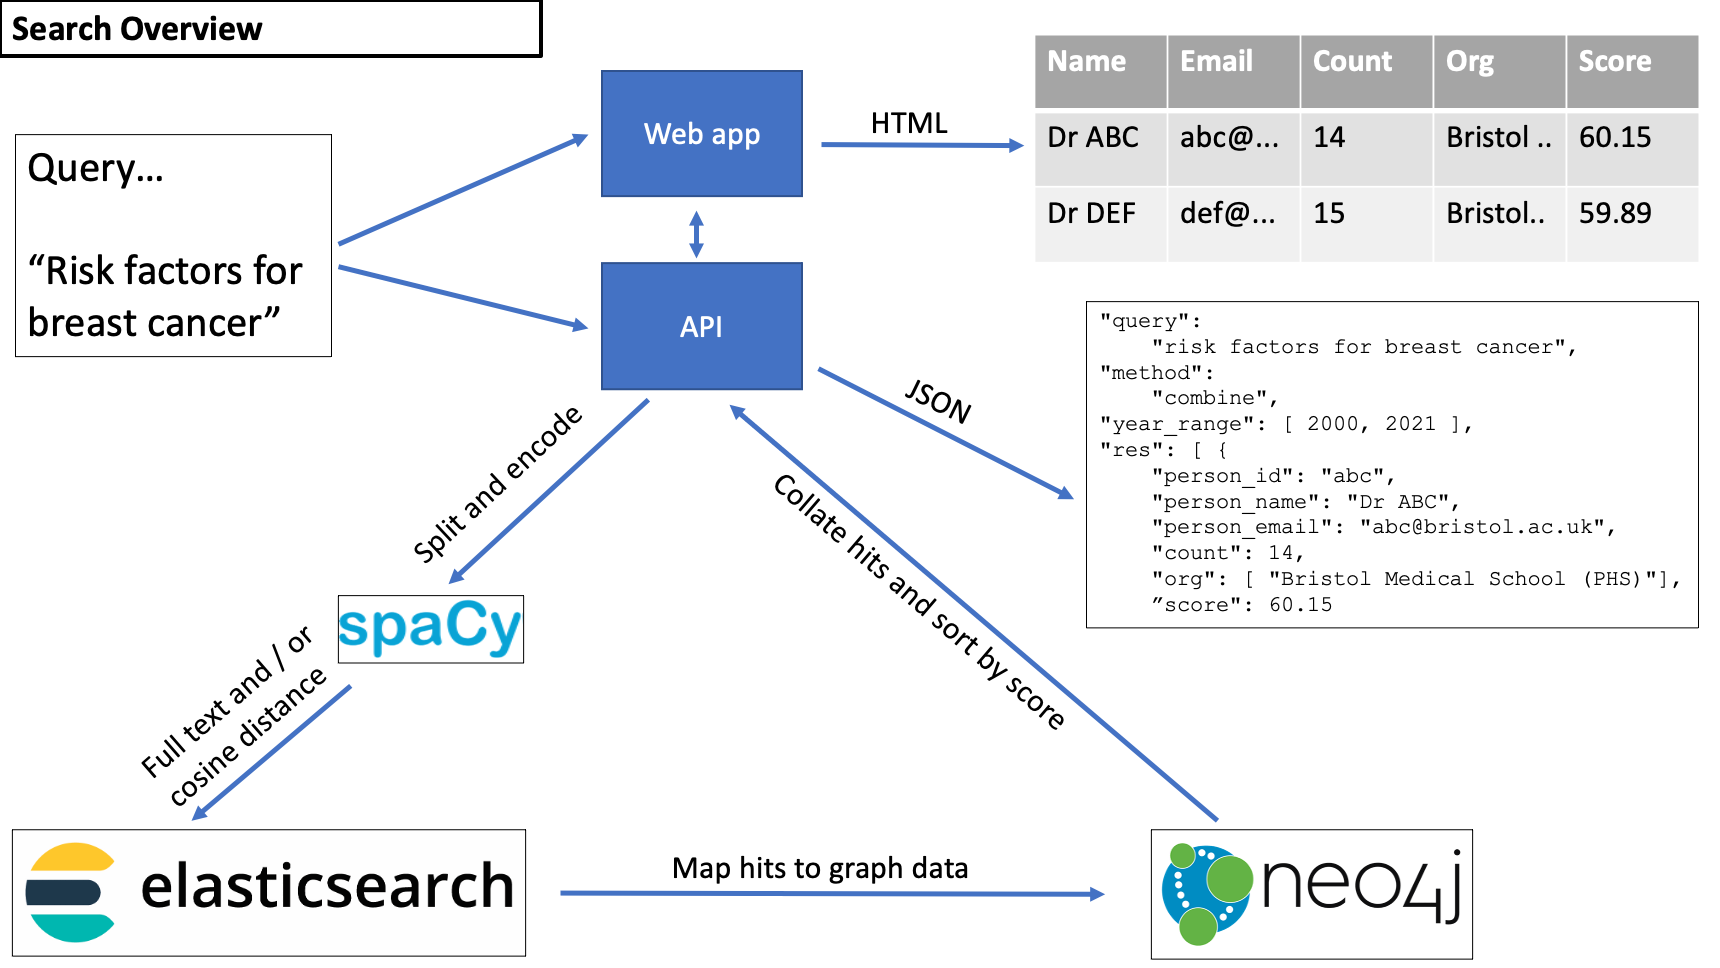 Search Overview
Query...
“Risk factors for
breast cancer”
Web app
API
HTML
Name Email Count Org Score
Dr ABC abc@... 14 Bristol .. 60.15
Dr DEF def@... 15 Bristol.. 59.89
JSON
"query":
"risk factors for breast cancer",
"method":
"combine",
"year_range": [ 2000, 2021 ],
"res": [ {
"person_id": "abc",
"person_name": "Dr ABC",
"person_email": "abc@bristol.ac.uk",
"count": 14,
"org": [ "Bristol Medical School (PHS)"],
”score": 60.15
Split and encode
spaCy
Full text and / or
cosine distance
elasticsearch
Map hits to graph data
neo4j
Collate hits and sort by score